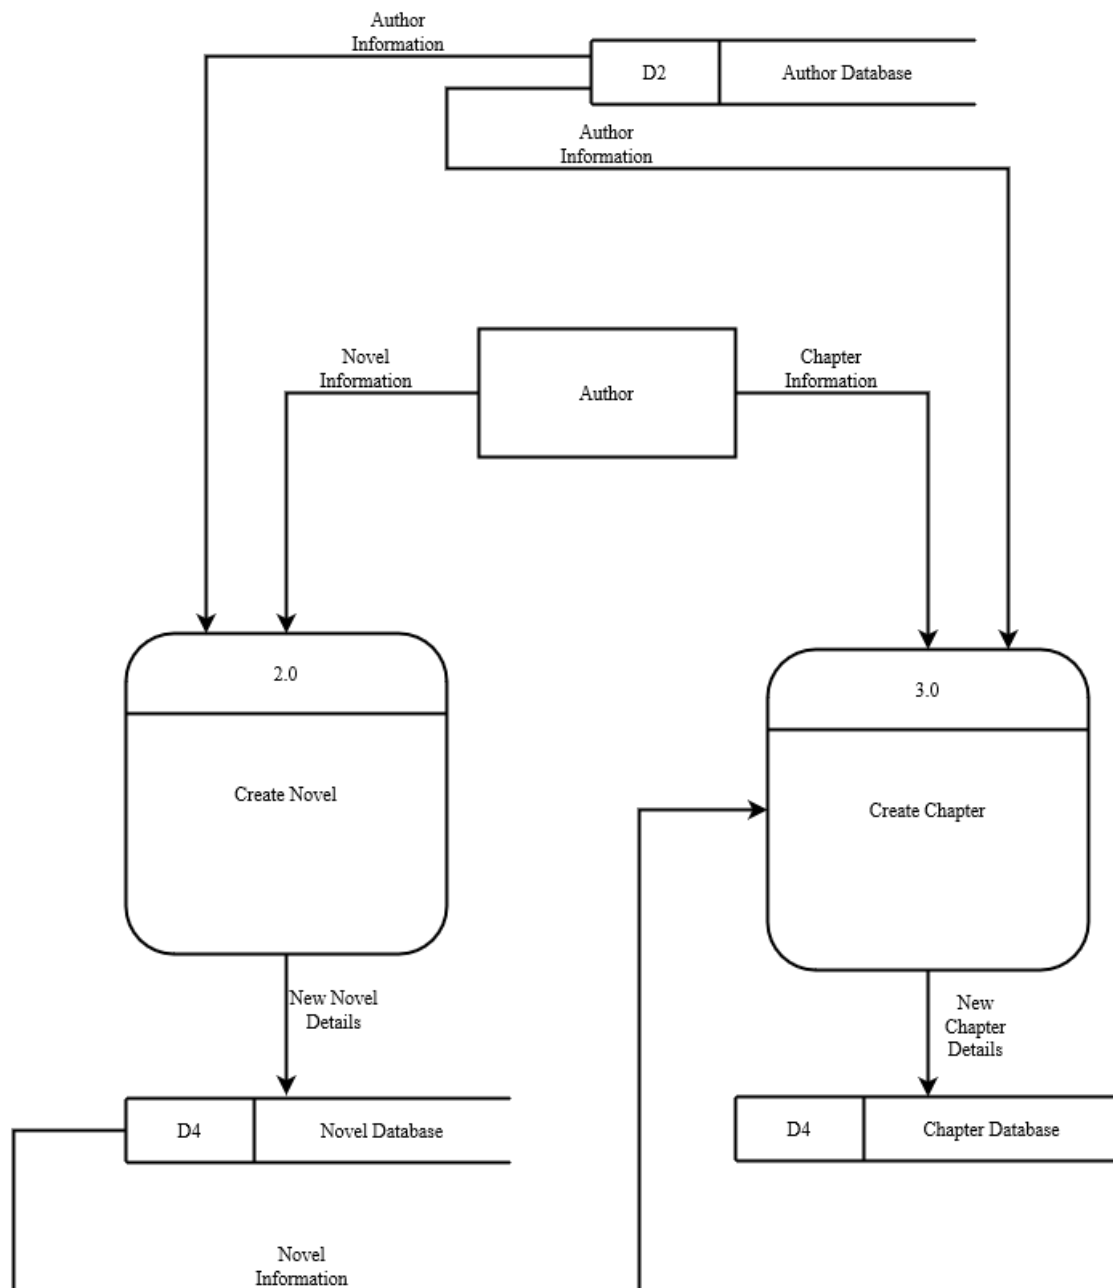 Author
Information
D2
Author Database
Author
Information
Novel
Information
Author
Chapter
Information
2.0
3.0
Create Novel
Create Chapter
New Novel
Details
New
Chapter
Details
D4
Novel Database
D4
Chapter Database
Novel
Information